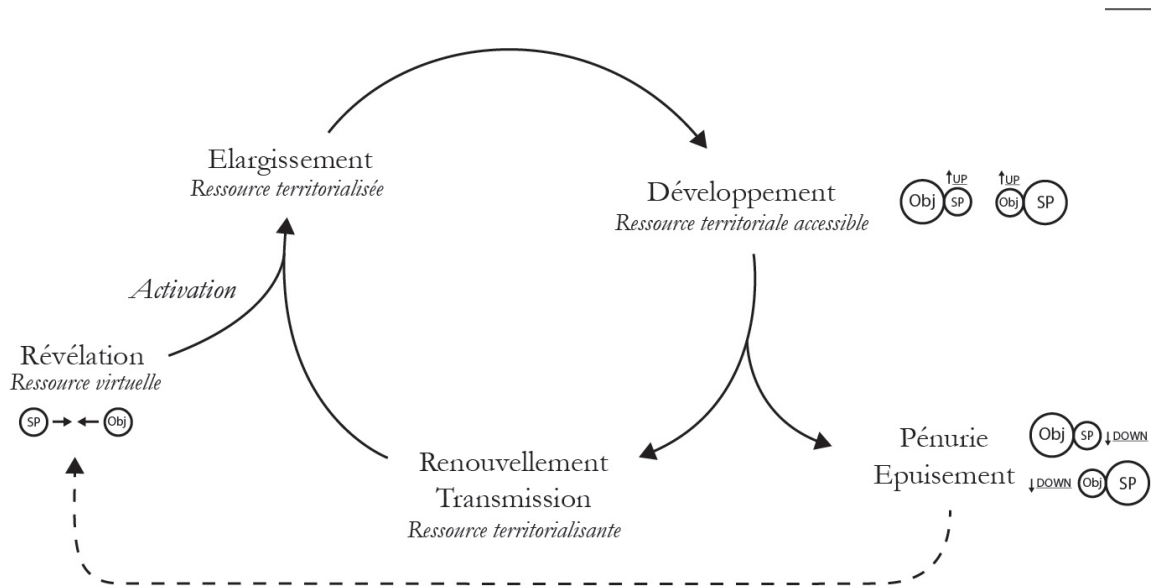 Elargissement
Ressource territorialisée
Développement
Ressource territoriale accessible
UP
Obj SP
UP
Obj SP
Activation
Révélation
Ressource virtuelle
SP Obj
Renouvellement
Transmission
Ressource territorialisante
Pénurie
Epuisement
Obj SP DOWN
DOWN Obj SP